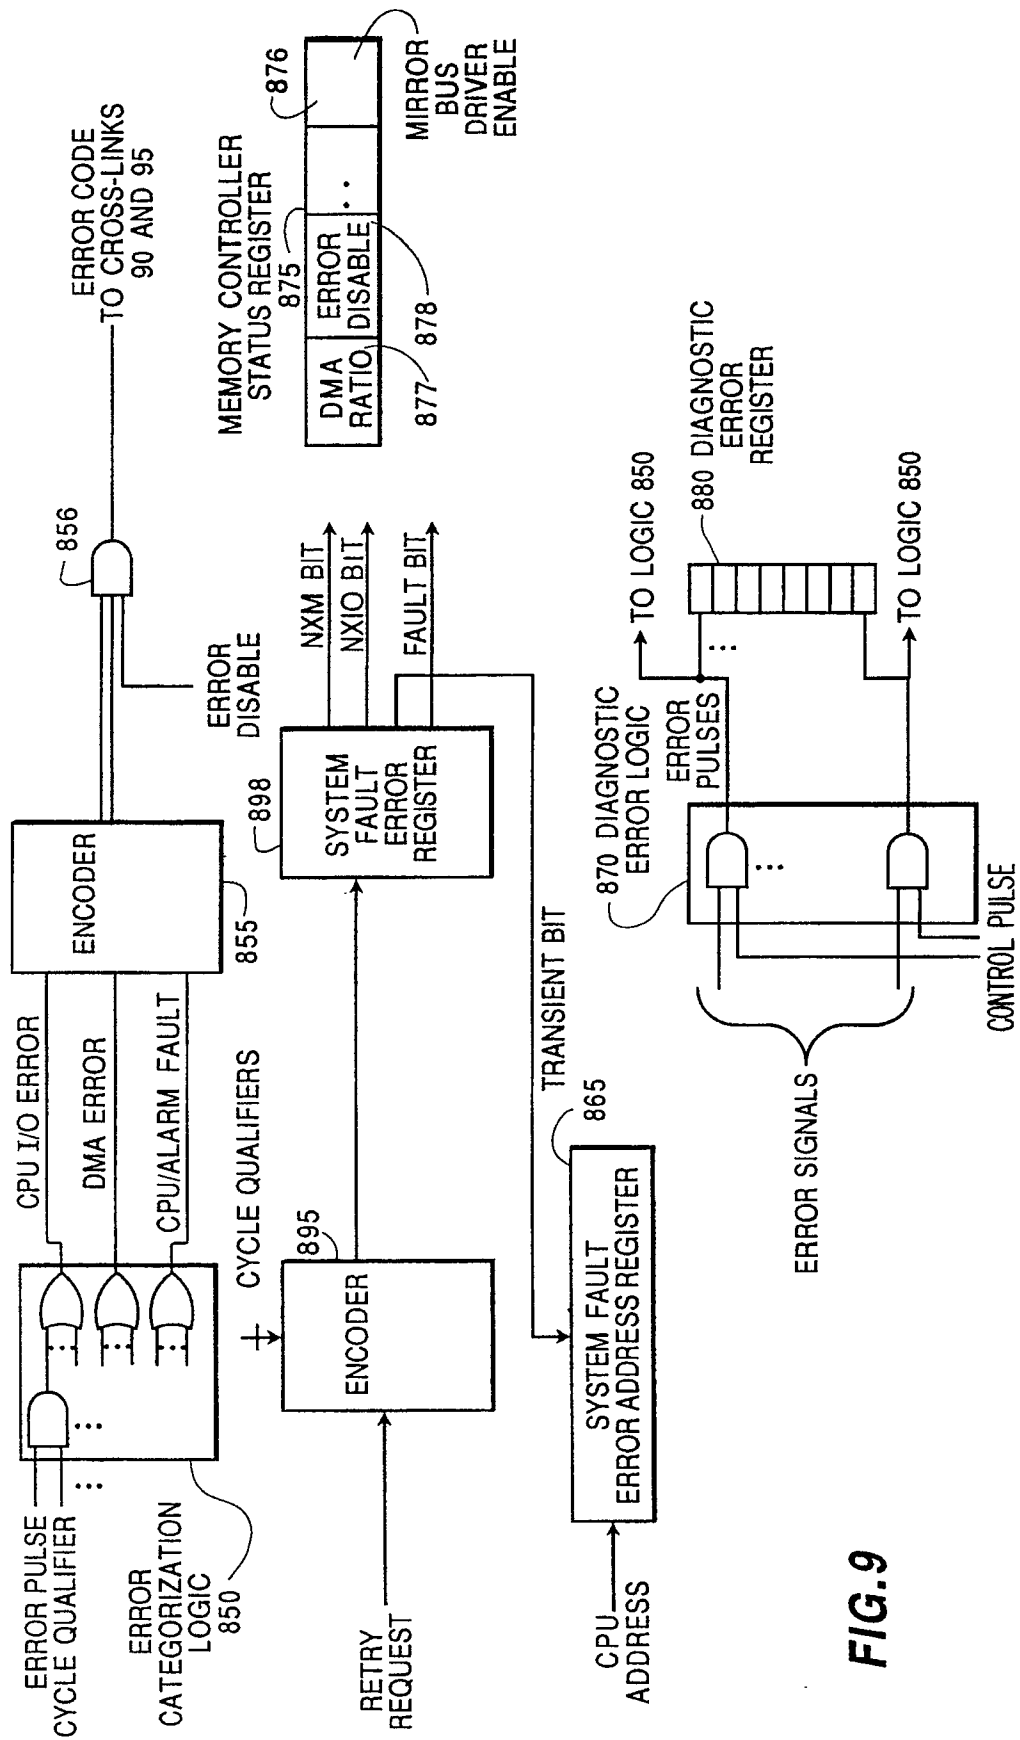 ERROR PULSE
CYCLE QUALIFIER
ERROR
CATEGORIZATION
LOGIC
850
CPU I/O ERROR
DMA ERROR
CPU/ALARM FAULT
ENCODER
855
856
ERROR
DISABLE
ERROR CODE
TO CROSS-LINKS
90 AND 95
RETRY
REQUEST
CYCLE QUALIFIERS
895
ENCODER
898
SYSTEM
FAULT
ERROR
REGISTER
NXM BIT
NXIO BIT
FAULT BIT
TRANSIENT BIT
MEMORY CONTROLLER
STATUS REGISTER
875
876
DMA
RATIO
ERROR
DISABLE
877
878
MIRROR
BUS
DRIVER
ENABLE
CPU
ADDRESS
865
SYSTEM FAULT
ERROR ADDRESS REGISTER
870 DIAGNOSTIC
ERROR LOGIC
ERROR
PULSES
TO LOGIC 850
880 DIAGNOSTIC
ERROR
REGISTER
TO LOGIC 850
ERROR SIGNALS
CONTROL PULSE
FIG.9